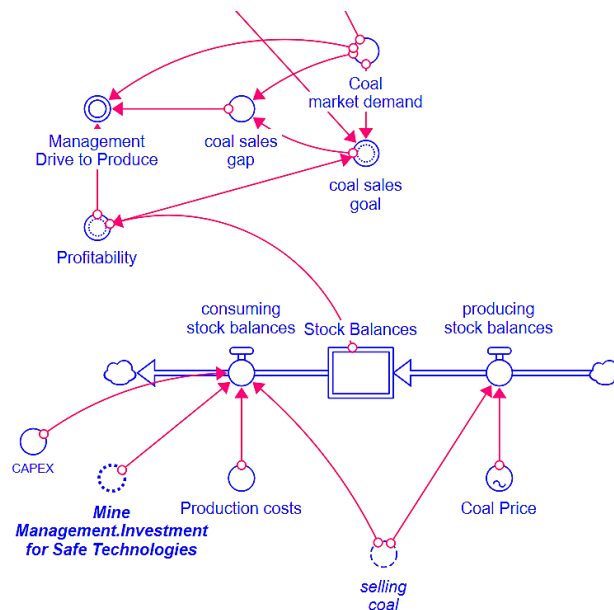 Coal
market demand
Management
Drive to Produce
coal sales
gap
coal sales
goal
Profitability
consuming
stock balances
Stock Balances
producing
stock balances
CAPEX
Mine
Management.Investment
for Safe Technologies
Production costs
Coal Price
selling
coal